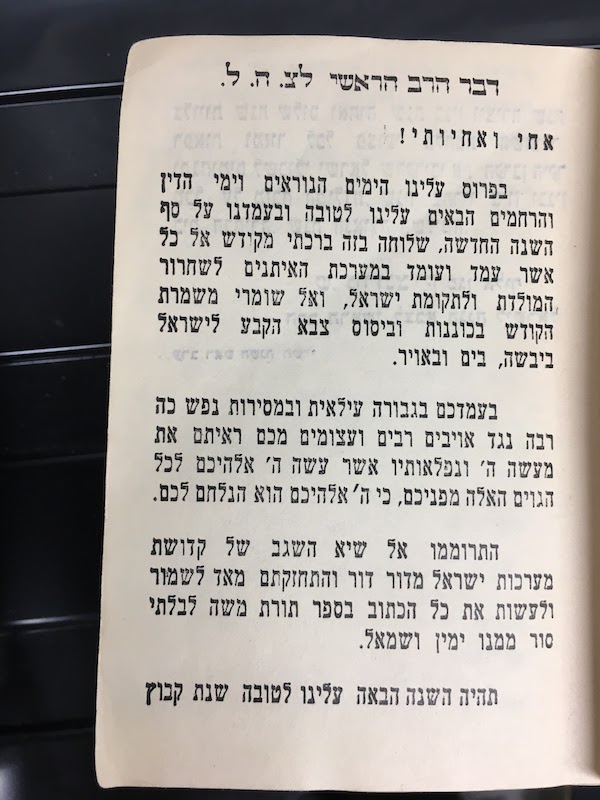 דבר הרב הראשי לצ. ה. ל.
אחי ואחיותי!
בפרוס עלינו הימים הנוראים וימי הדין
והרחמים הבאים עלינו לטובה ובעמדנו על סף
השנה החדשה, שלוחה בזה ברכתי מקודש אל כל
אשר עמד ועומד במערכת האיתנים לשחרור
המולדת ולתקומת ישראל, ואל שומרי משמרת
הקודש בכוננות וביסוס צבא הקבע לישראל
ביבשה, בים ובאויר.
בעמדכם בגבורה עילאית ובמסירות נפש כה
רבה נגד אויבים רבים ועצומים מכם ראיתם את
מעשה ה' ונפלאותיו אשר עשה ה' אלהיכם לכל
הגוים האלה מפניכם, כי ה' אלהיכם הוא הנלחם לכם.
התרוממו אל שיא השגב של קדושת
מערכות ישראל מדור דור והתחזקתם מאד לשמור
ולעשות את כל הכתוב בספר תורת משה לבלתי
סור ממנו ימין ושמאל.
תהיה השנה הבאה עלינו לטובה שנת קבוץ